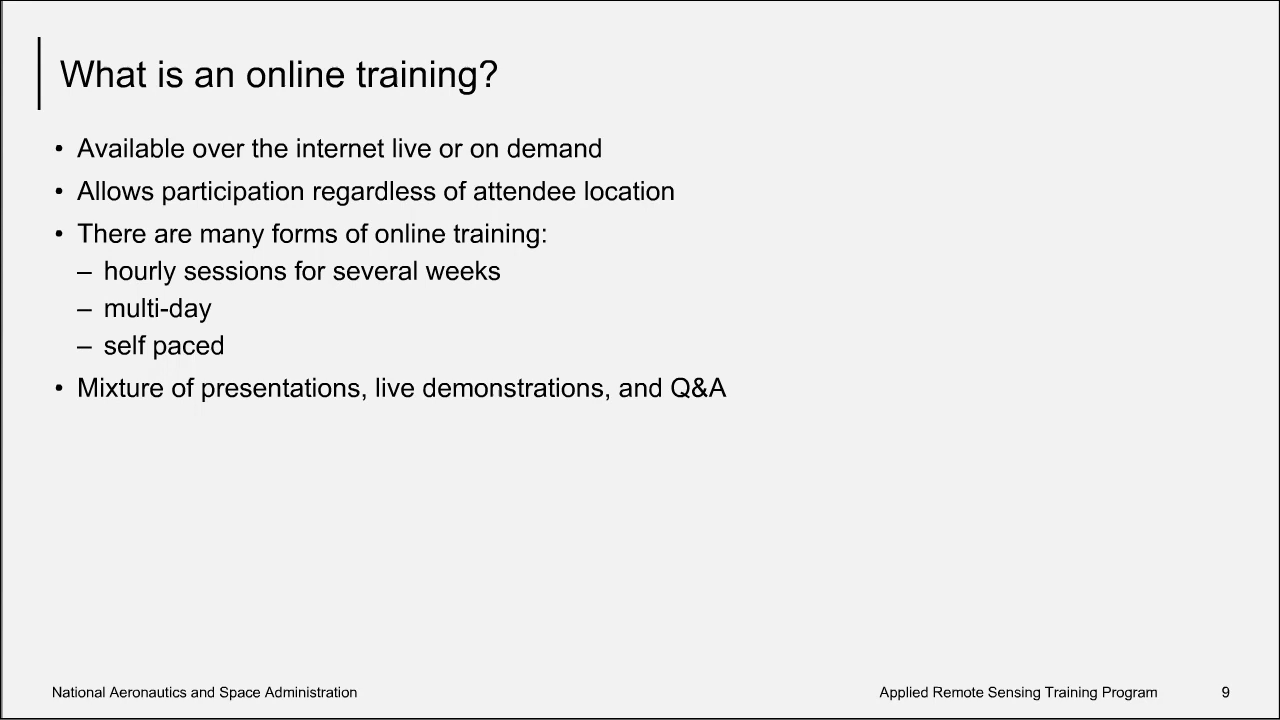 What is an online training?
• Available over the internet live or on demand
• Allows participation regardless of attendee location
• There are many forms of online training:
– hourly sessions for several weeks
– multi-day
– self paced
• Mixture of presentations, live demonstrations, and Q&A
National Aeronautics and Space Administration
Applied Remote Sensing Training Program
9